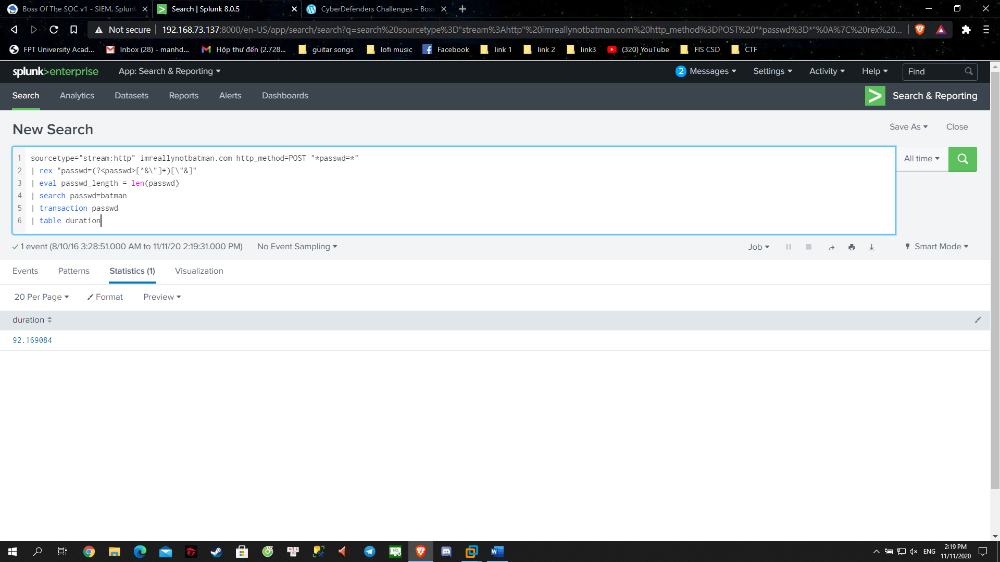 Boss Of The SOC v1 - SIEM, Splunk
Search | Splunk 8.0.5
CyberDefenders Challenges – Boss
Not secure
192.168.73.137:8000/en-US/app/search/search?q=search%20sourcetype%3D"stream%3Ahttp"%20imreallynotbatman.com%20http_method%3DPOST%20"*passwd%3D*"%0A%7C%20rex%20...
FPT University Acad...
Inbox (28) - manhd...
Hộp thư đến (2.728...
guitar songs
lofi music
Facebook
link 1
link 2
link3
(320) YouTube
FIS CSD
CTF
splunk>enterprise
App: Search & Reporting
2 Messages
Settings
Activity
Help
Find
Search
Analytics
Datasets
Reports
Alerts
Dashboards
Search & Reporting
New Search
Save As
Close
1 sourcetype="stream:http" imreallynotbatman.com http_method=POST "*passwd=*"
2 | rex "passwd=(?<passwd>[^&\"]+)[\"&]"
3 | eval passwd_length = len(passwd)
4 | search passwd=batman
5 | transaction passwd
6 | table duration
All time
1 event (8/10/16 3:28:51.000 AM to 11/11/20 2:19:31.000 PM)
No Event Sampling
Job
Smart Mode
Events
Patterns
Statistics (1)
Visualization
20 Per Page
Format
Preview
duration
92.169084
ENG
2:19 PM
11/11/2020